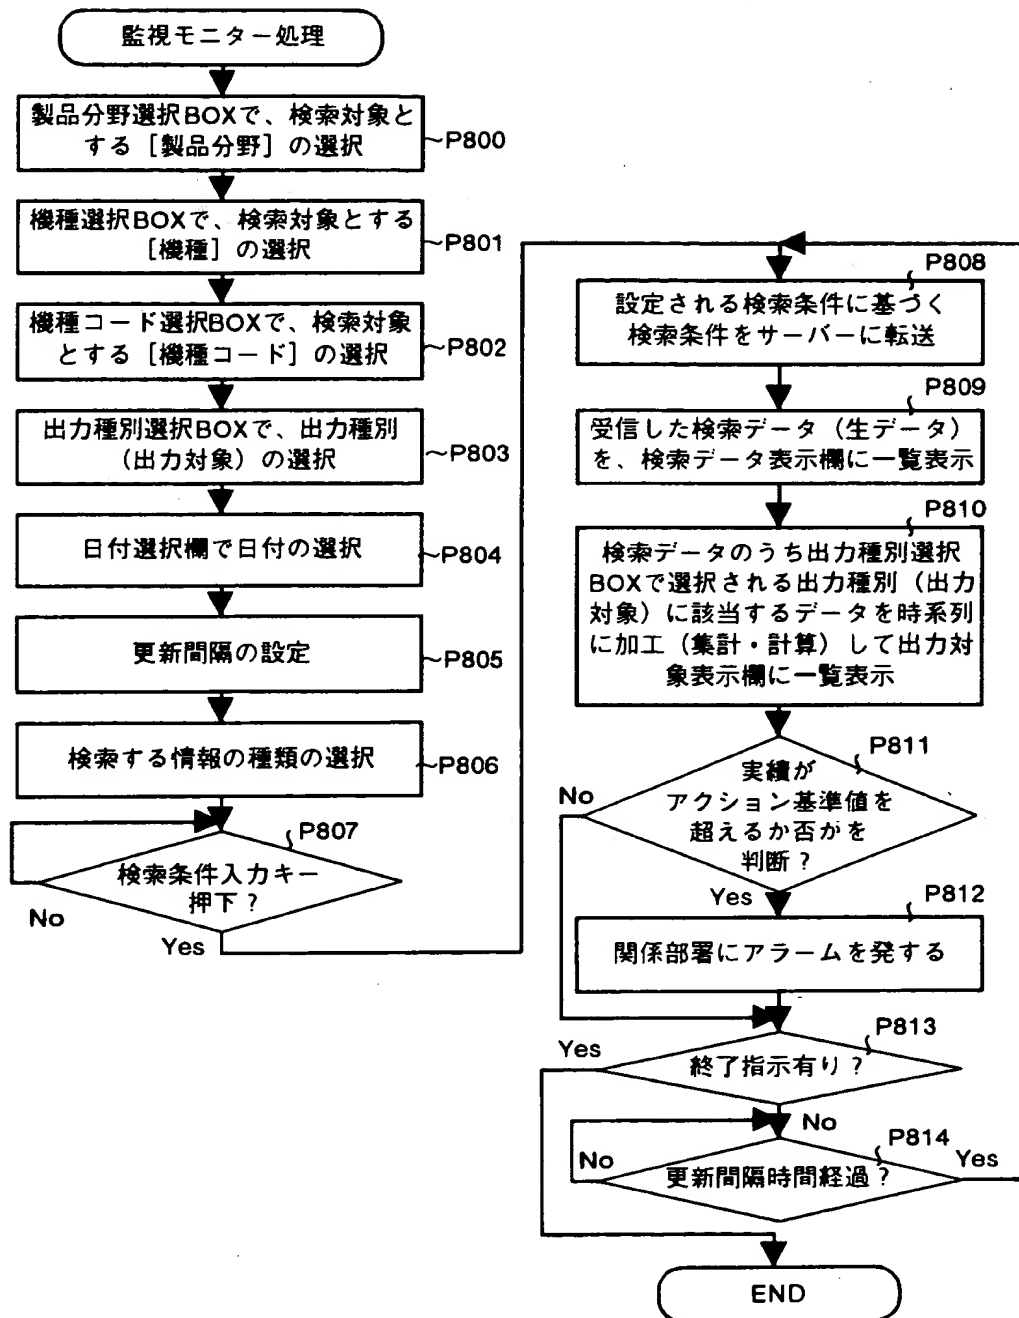 監視モニター処理
製品分野選択BOXで、検索対象と
する［製品分野］の選択
~P800
機種選択BOXで、検索対象とする
［機種］の選択
~P801
機種コード選択BOXで、検索対象
とする［機種コード］の選択
~P802
出力種別選択BOXで、出力種別
（出力対象）の選択
~P803
日付選択欄で日付の選択
~P804
更新間隔の設定
~P805
検索する情報の種類の選択
~P806
P807
検索条件入力キー
押下？
No
Yes
P808
設定される検索条件に基づく
検索条件をサーバーに転送
P809
受信した検索データ（生データ）
を、検索データ表示欄に一覧表示
P810
検索データのうち出力種別選択
BOXで選択される出力種別（出力
対象）に該当するデータを時系列
に加工（集計・計算）して出力対
象表示欄に一覧表示
P811
実績が
アクション基準値を
超えるか否かを
判断？
No
Yes
P812
関係部署にアラームを発する
P813
終了指示有り？
Yes
No
P814
更新間隔時間経過？
No
Yes
END